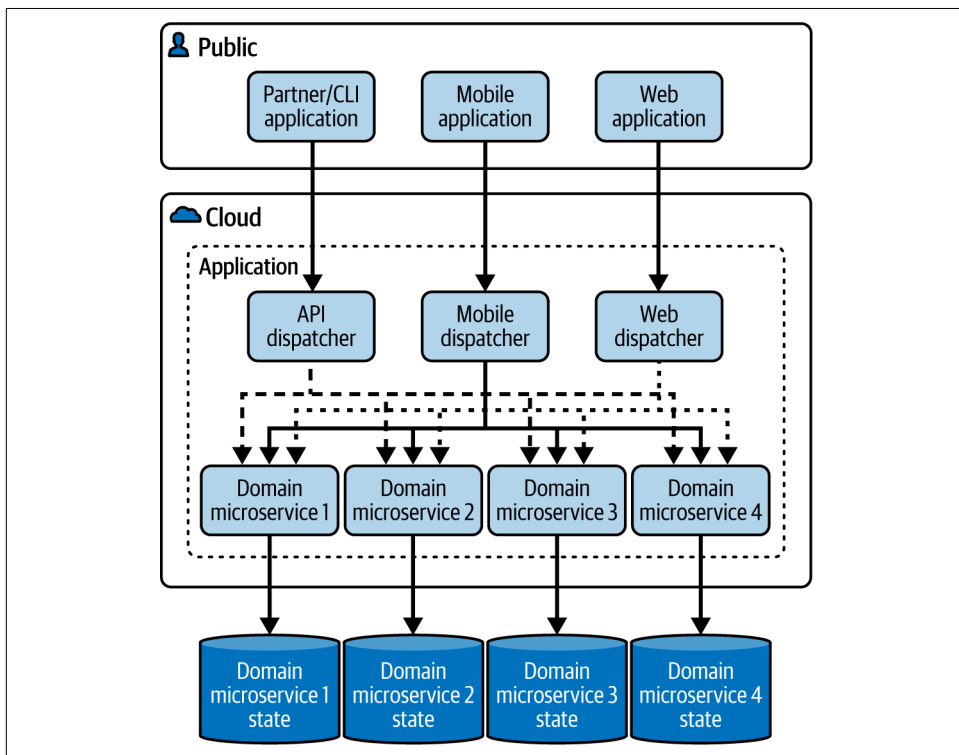 Public
Partner/CLI
application
Mobile
application
Web
application
Cloud
Application
API
dispatcher
Mobile
dispatcher
Web
dispatcher
Domain
microservice 1
Domain
microservice 2
Domain
microservice 3
Domain
microservice 4
Domain
microservice 1
state
Domain
microservice 2
state
Domain
microservice 3
state
Domain
microservice 4
state